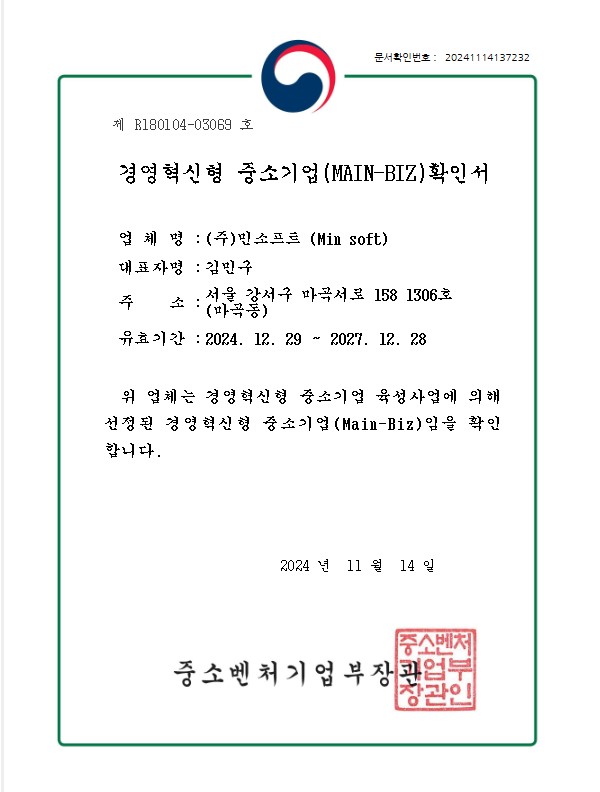 문서확인번호 : 20241114137232
제 R180104-03069 호
경영혁신형 중소기업(MAIN-BIZ)확인서
업 체 명 : (주)민소프트 (Min soft)
대표자명 : 김민구
주 소 : 서울 강서구 마곡서로 158 1306호
(마곡동)
유효기간 : 2024. 12. 29 ~ 2027. 12. 28
위 업체는 경영혁신형 중소기업 육성사업에 의해
선정된 경영혁신형 중소기업(Main-Biz)임을 확인
합니다.
2024 년 11 월 14 일
중소벤처기업부장관
중소벤처
기업부
장관인